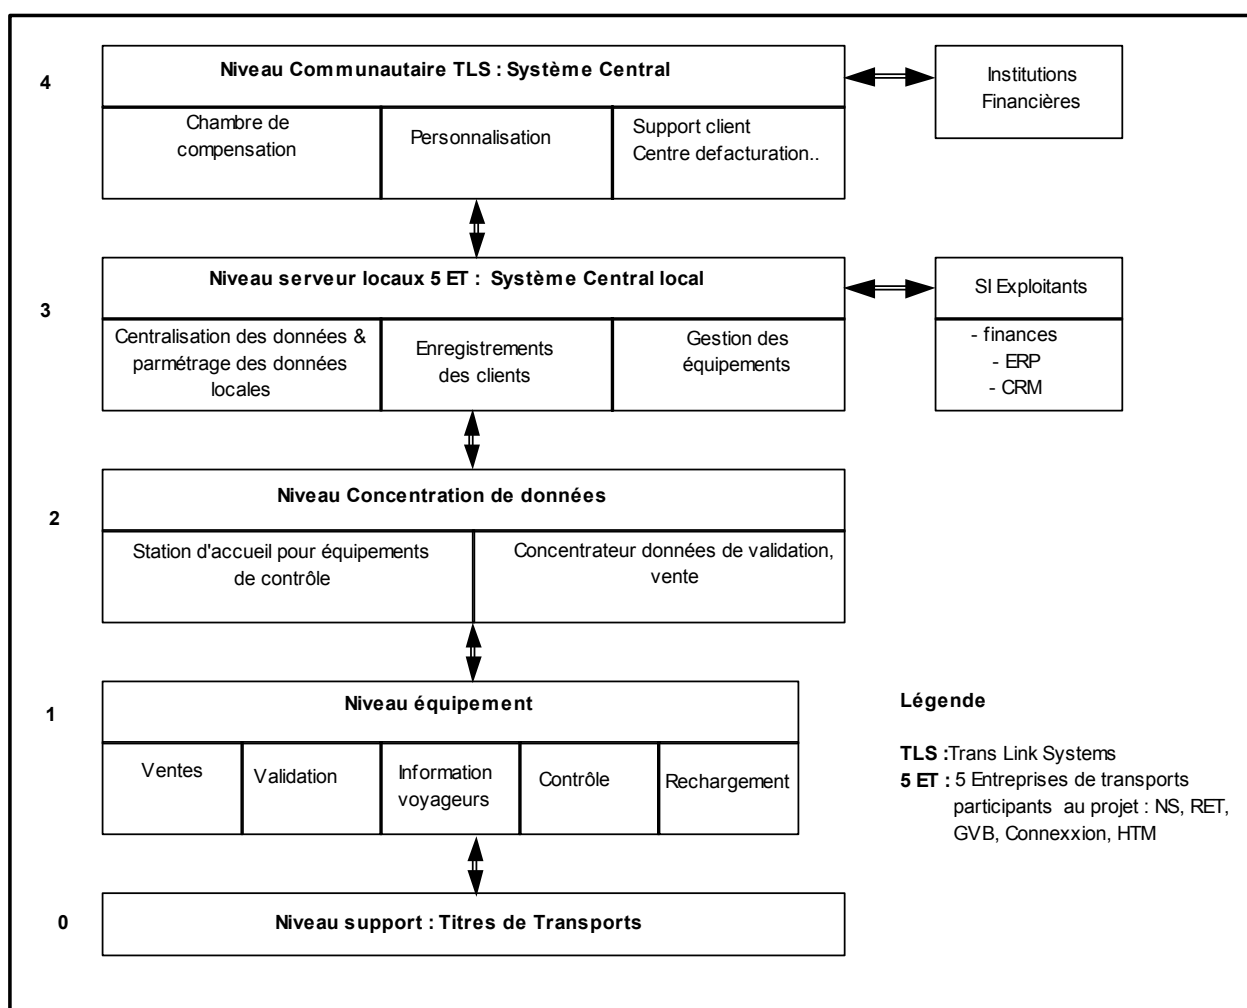 4
Niveau Communautaire TLS : Système Central
Institutions
Financières
Chambre de
compensation
Personnalisation
Support client
Centre defacturation..
3
Niveau serveur locaux 5 ET : Système Central local
SI Exploitants
Centralisation des données &
parmétrage des données
locales
Enregistrements
des clients
Gestion des
équipements
- finances
- ERP
- CRM
2
Niveau Concentration de données
Station d'accueil pour équipements
de contrôle
Concentrateur données de validation,
vente
1
Niveau équipement
Ventes
Validation
Information
voyageurs
Contrôle
Rechargement
Légende
TLS :Trans Link Systems
5 ET : 5 Entreprises de transports
participants au projet : NS, RET,
GVB, Connexxion, HTM
0
Niveau support : Titres de Transports